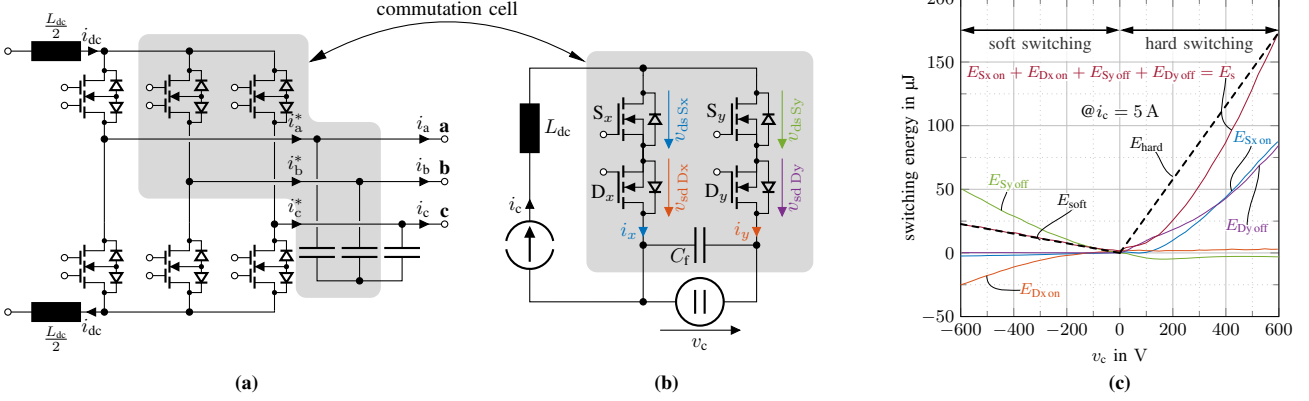 commutation cell
L_dc/2
i_dc
i*_a
i_a a
i*_b
i_b b
i*_c
i_c c
L_dc/2
i_dc
(a)
L_dc
i_c
S_x
v_ds Sx
S_y
v_ds Sy
D_x
v_sd Dx
D_y
v_sd Dy
i_x
i_y
C_f
v_c
(b)
switching energy in µJ
200
150
100
50
0
−50
soft switching
hard switching
E_Sx on + E_Dx on + E_Sy off + E_Dy off = E_s
@i_c = 5 A
E_hard
E_Sx on
E_Sy off
E_soft
E_Dy off
E_Dx on
−600 −400 −200 0 200 400 600
v_c in V
(c)